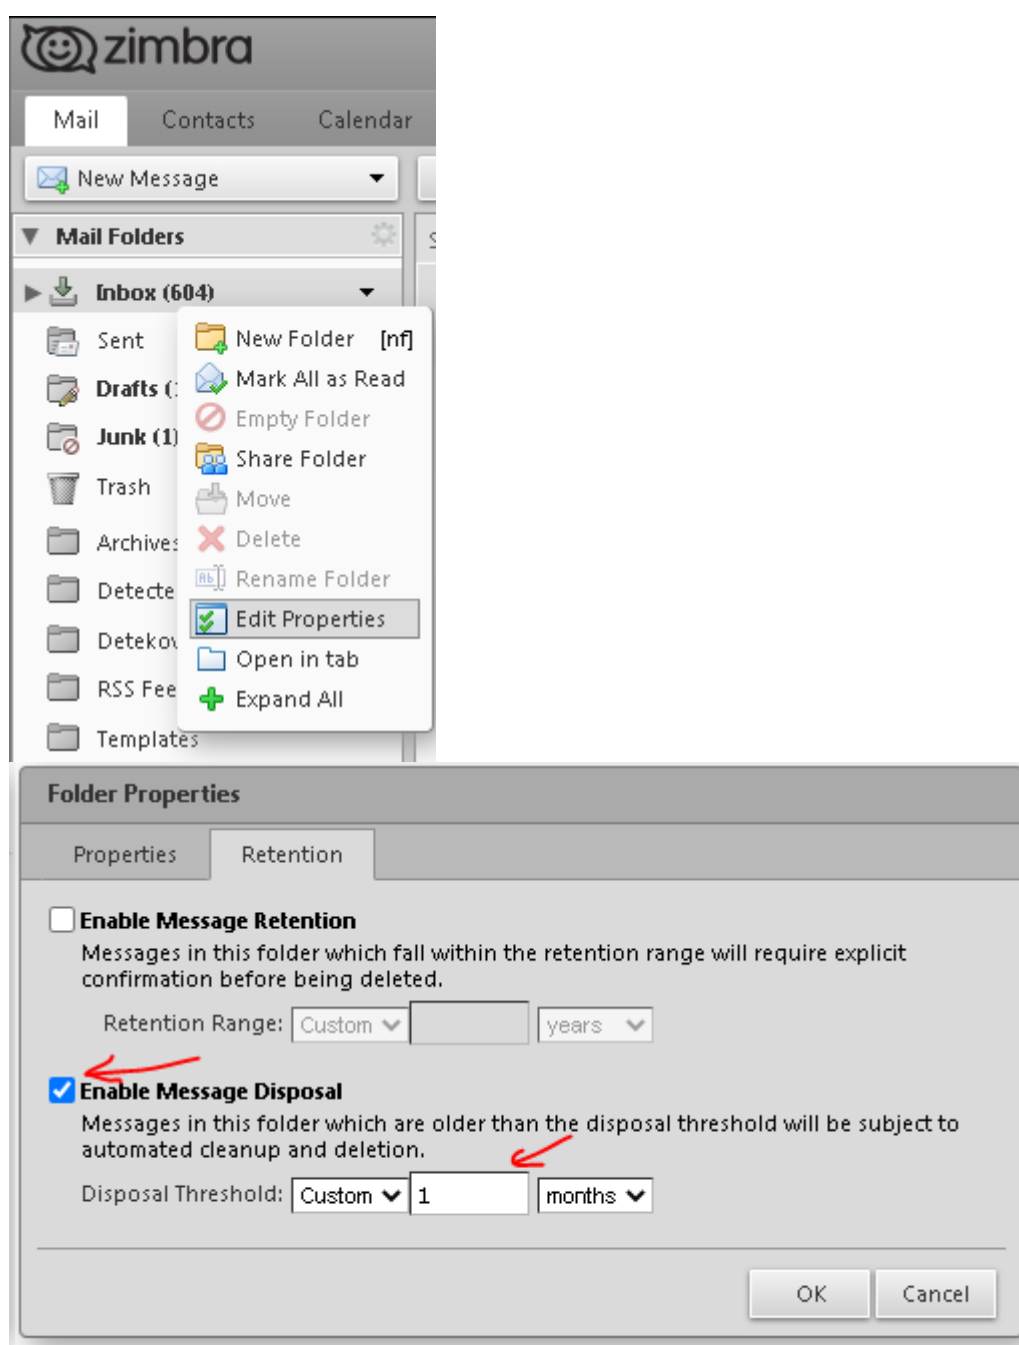 zimbra
Mail Contacts Calendar
New Message
Mail Folders
Inbox (604)
Sent
Drafts (
Junk (1)
Trash
Archives
Detecte
Detekov
RSS Fee
Templates
New Folder [nf]
Mark All as Read
Empty Folder
Share Folder
Move
Delete
Rename Folder
Edit Properties
Open in tab
Expand All
Folder Properties
Properties Retention
Enable Message Retention
Messages in this folder which fall within the retention range will require explicit
confirmation before being deleted.
Retention Range: Custom years
Enable Message Disposal
Messages in this folder which are older than the disposal threshold will be subject to
automated cleanup and deletion.
Disposal Threshold: Custom 1 months
OK Cancel